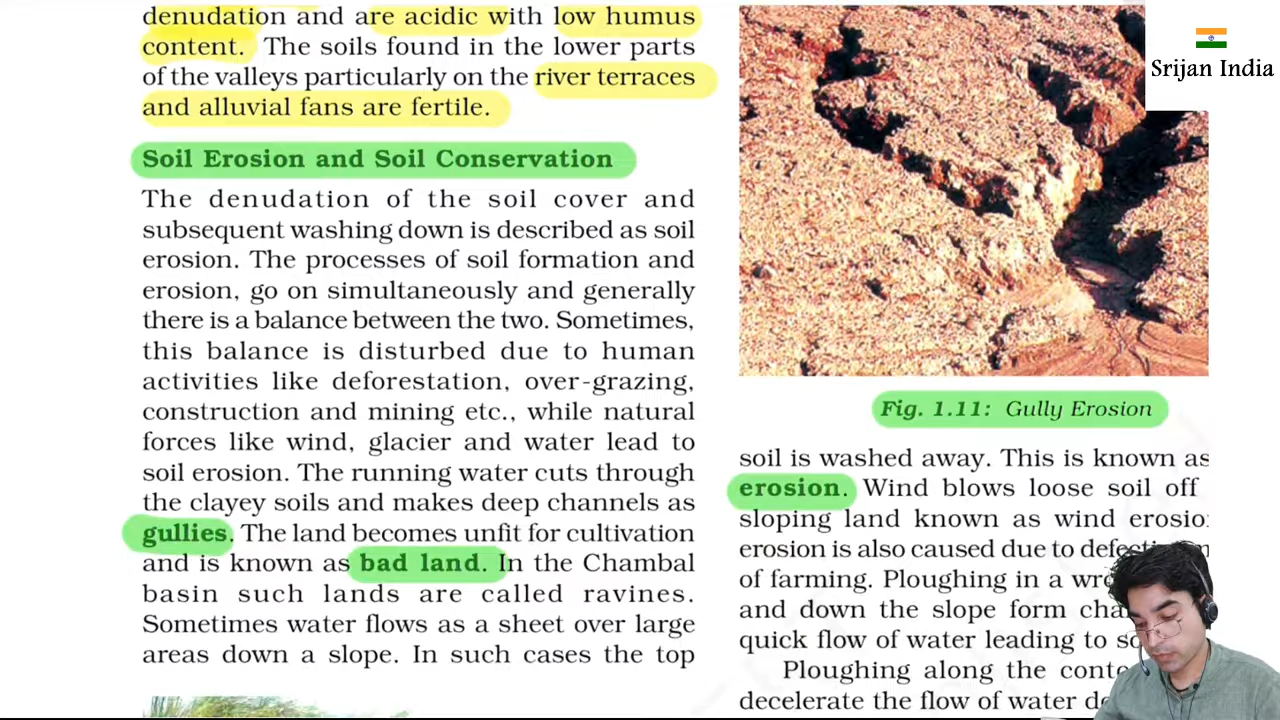 denudation and are acidic with low humus
content. The soils found in the lower parts
of the valleys particularly on the river terraces
and alluvial fans are fertile.
Soil Erosion and Soil Conservation
The denudation of the soil cover and
subsequent washing down is described as soil
erosion. The processes of soil formation and
erosion, go on simultaneously and generally
there is a balance between the two. Sometimes,
this balance is disturbed due to human
activities like deforestation, over-grazing,
construction and mining etc., while natural
forces like wind, glacier and water lead to
soil erosion. The running water cuts through
the clayey soils and makes deep channels as
gullies. The land becomes unfit for cultivation
and is known as bad land. In the Chambal
basin such lands are called ravines.
Sometimes water flows as a sheet over large
areas down a slope. In such cases the top
Srijan India
Fig. 1.11: Gully Erosion
soil is washed away. This is known as
erosion. Wind blows loose soil off
sloping land known as wind
erosion is also caused due to
of farming. Ploughing in a
and down the slope form
quick flow of water leading to
Ploughing along the
decelerate the flow of water